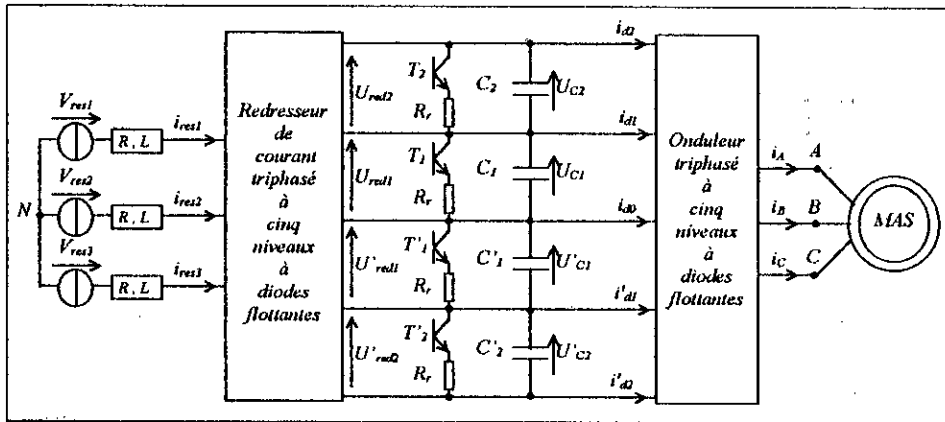 V_res1
R, L
i_res1
V_res2
R, L
i_res2
N
V_res3
R, L
i_res3
Redresseur
de
courant
triphasé
à
cinq
niveaux
à
diodes
flottantes
U_red2
U_red1
U'_red1
U'_red2
T_2
R_r
T_1
R_r
T'_1
R_r
T'_2
R_r
C_2
U_C2
C_1
U_C1
C'_1
U'_C1
C'_2
U'_C2
i_d2
i_d1
i_d0
i'_d1
i'_d2
Onduleur
triphasé
à
cinq
niveaux
à
diodes
flottantes
i_A
A
i_B
B
i_C
C
MAS